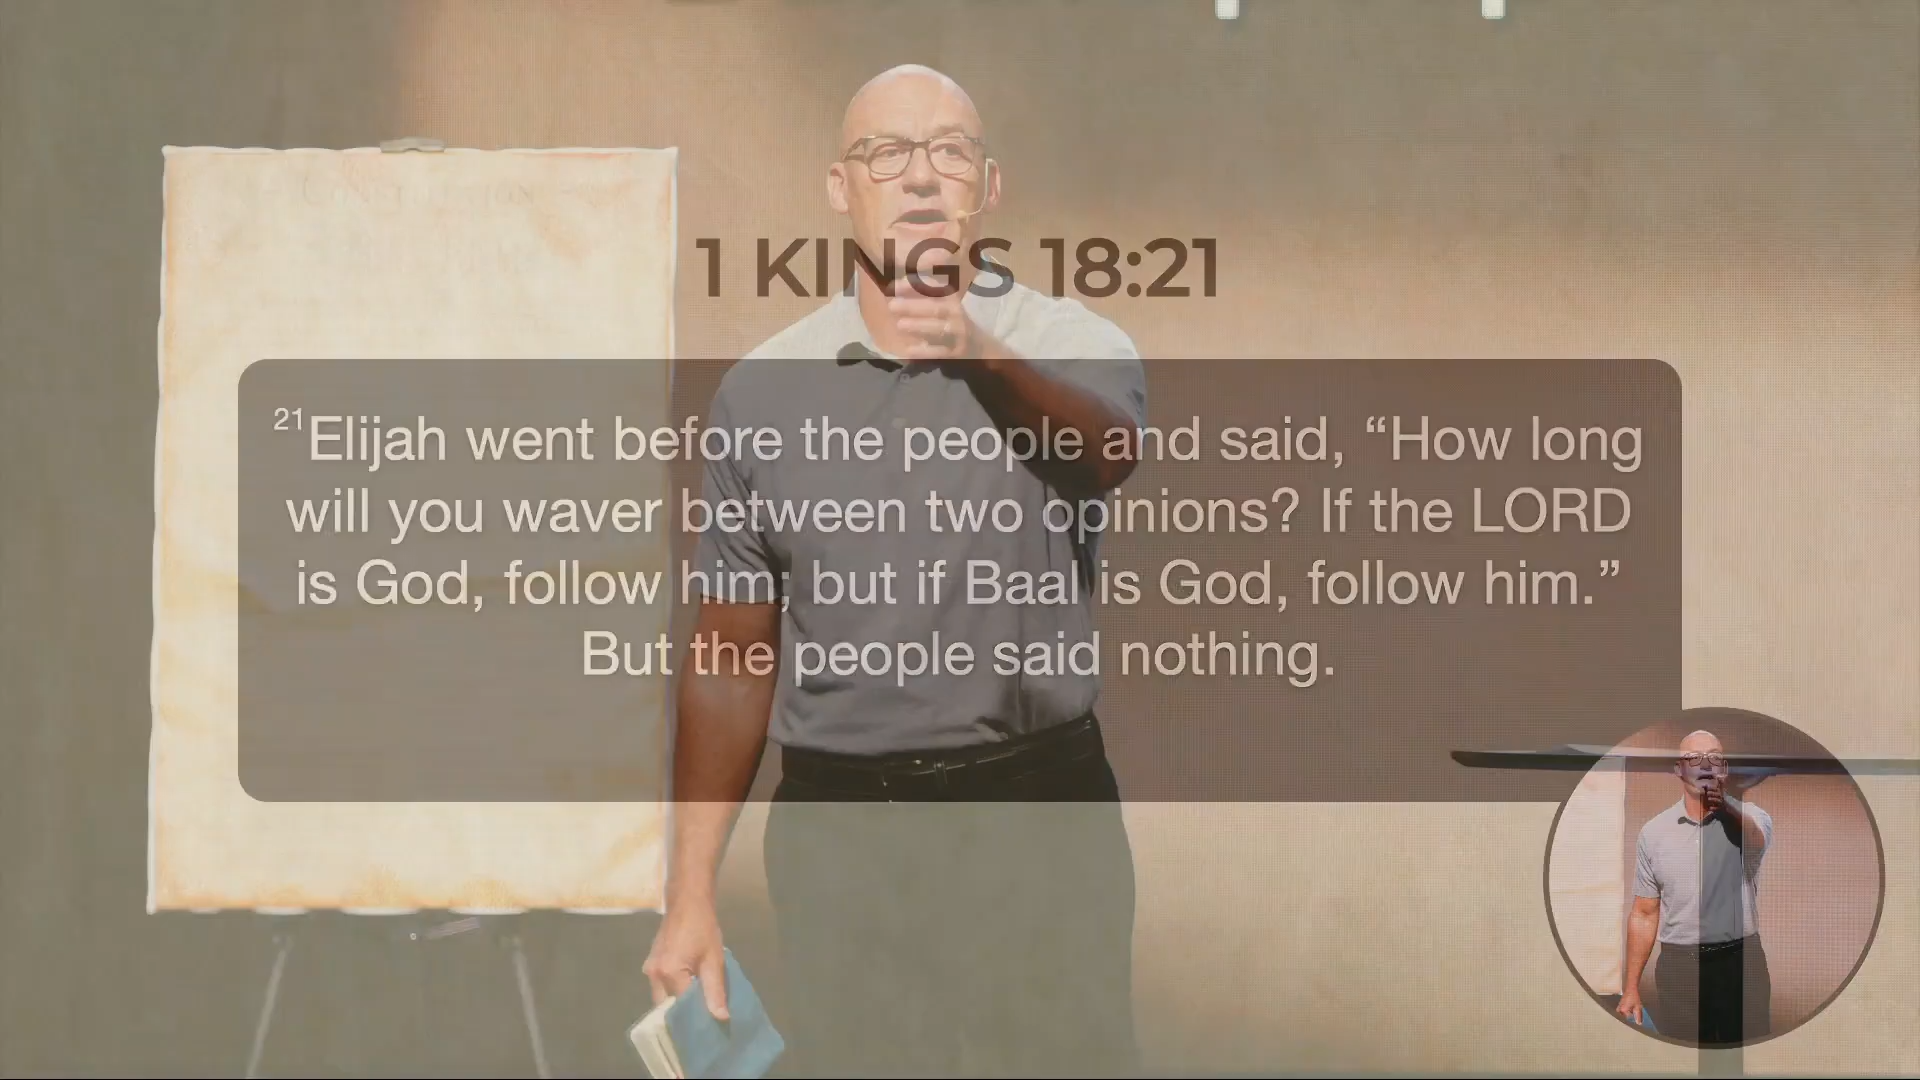 CONSTITUTION
1 KINGS 18:21
21Elijah went before the people and said, “How long
will you waver between two opinions? If the LORD
is God, follow him; but if Baal is God, follow him.”
But the people said nothing.